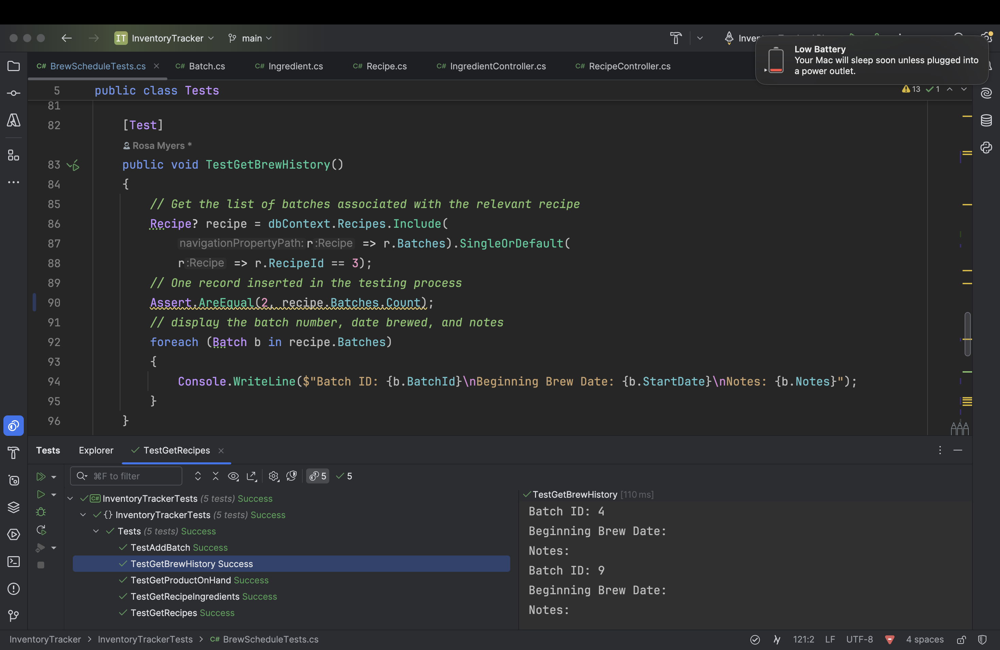 IT InventoryTracker main
Low Battery
Your Mac will sleep soon unless plugged into
a power outlet.
C# BrewScheduleTests.cs C# Batch.cs C# Ingredient.cs C# Recipe.cs C# IngredientController.cs C# RecipeController.cs
5 public class Tests
13 1
81
82 [Test]
Rosa Myers *
83 public void TestGetBrewHistory()
84 {
85 // Get the list of batches associated with the relevant recipe
86 Recipe? recipe = dbContext.Recipes.Include(
87 navigationPropertyPath: r :Recipe => r.Batches).SingleOrDefault(
88 r :Recipe => r.RecipeId == 3);
89 // One record inserted in the testing process
90 Assert.AreEqual(2, recipe.Batches.Count);
91 // display the batch number, date brewed, and notes
92 foreach (Batch b in recipe.Batches)
93 {
94 Console.WriteLine($"Batch ID: {b.BatchId}\nBeginning Brew Date: {b.StartDate}\nNotes: {b.Notes}");
95 }
96 }
Tests Explorer TestGetRecipes
⌘F to filter 5 5
C# InventoryTrackerTests (5 tests) Success
{} InventoryTrackerTests (5 tests) Success
Tests (5 tests) Success
TestAddBatch Success
TestGetBrewHistory Success
TestGetProductOnHand Success
TestGetRecipeIngredients Success
TestGetRecipes Success
TestGetBrewHistory [110 ms]
Batch ID: 4
Beginning Brew Date:
Notes:
Batch ID: 9
Beginning Brew Date:
Notes:
InventoryTracker > InventoryTrackerTests > C# BrewScheduleTests.cs 121:2 LF UTF-8 4 spaces